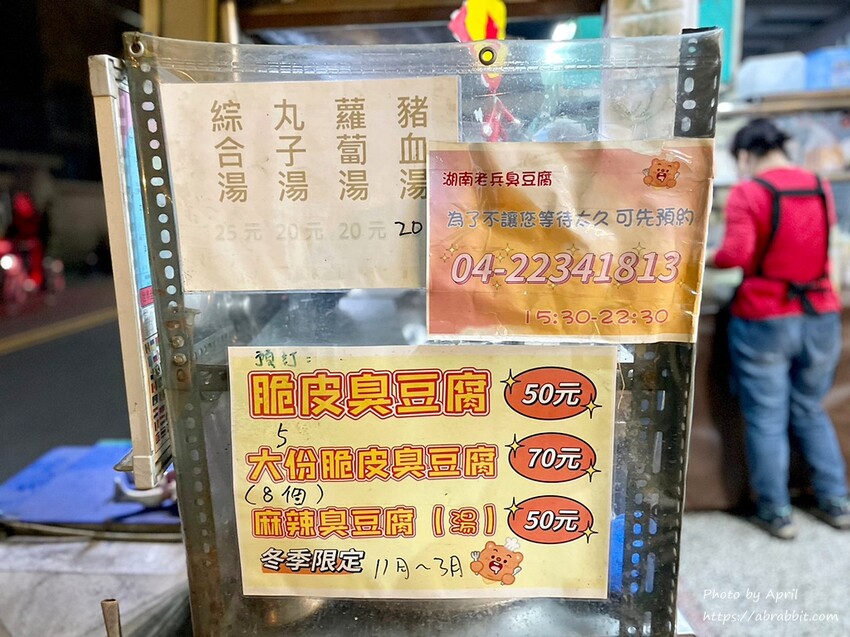 豬血湯 20
蘿蔔湯 20元
丸子湯 20元
綜合湯 25元
湖南老兵臭豆腐
為了不讓您等待太久 可先預約
04-22341813
15:30-22:30
預訂:
脆皮臭豆腐 50元
5
大份脆皮臭豆腐 70元
(8個)
麻辣臭豆腐(湯) 50元
冬季限定 11月~3月
Photo by April
https://abrabbit.com